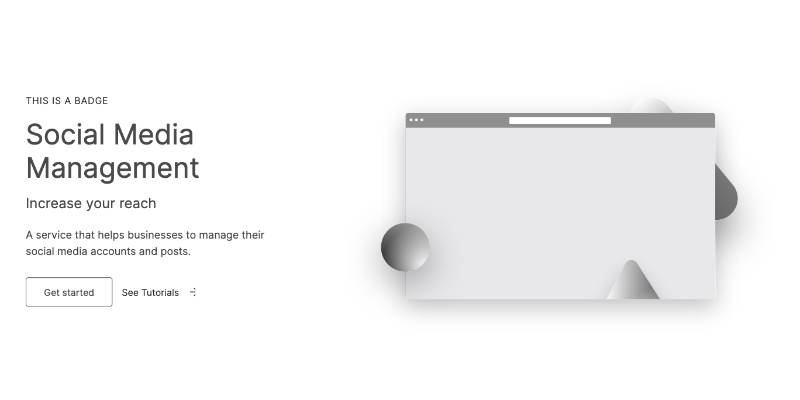 THIS IS A BADGE
Social Media
Management
Increase your reach
A service that helps businesses to manage their
social media accounts and posts.
Get started
See Tutorials